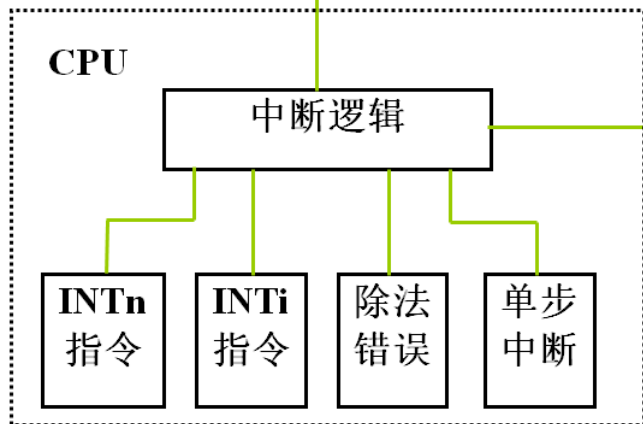 CPU
中断逻辑
INTn
指令
INTi
指令
除法
错误
单步
中断